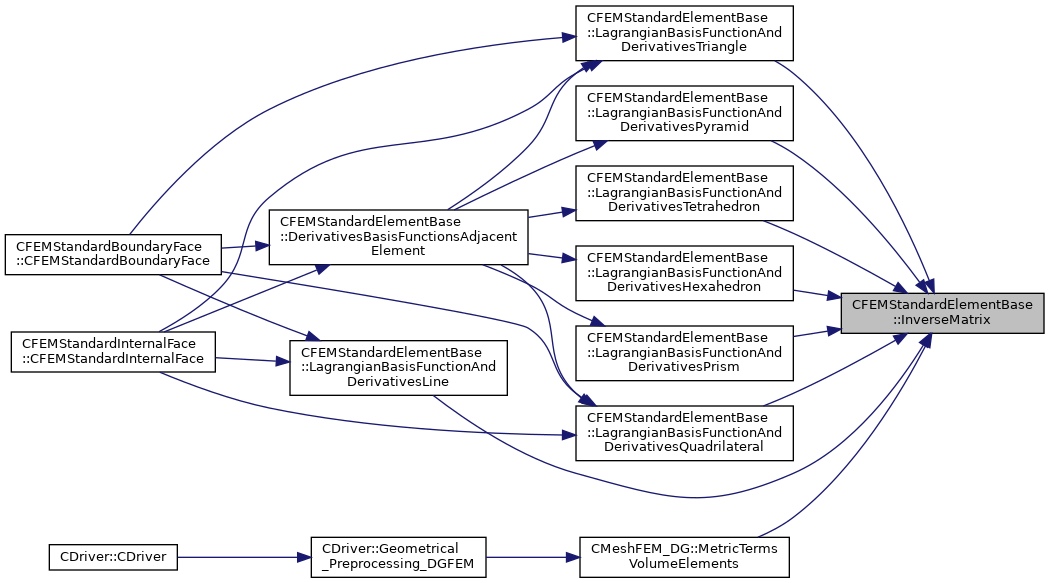 CFEMStandardElementBase
::LagrangianBasisFunctionAnd
DerivativesTriangle
CFEMStandardElementBase
::LagrangianBasisFunctionAnd
DerivativesPyramid
CFEMStandardElementBase
::LagrangianBasisFunctionAnd
DerivativesTetrahedron
CFEMStandardElementBase
::DerivativesBasisFunctionsAdjacent
Element
CFEMStandardBoundaryFace
::CFEMStandardBoundaryFace
CFEMStandardElementBase
::LagrangianBasisFunctionAnd
DerivativesHexahedron
CFEMStandardElementBase
::InverseMatrix
CFEMStandardInternalFace
::CFEMStandardInternalFace
CFEMStandardElementBase
::LagrangianBasisFunctionAnd
DerivativesLine
CFEMStandardElementBase
::LagrangianBasisFunctionAnd
DerivativesPrism
CFEMStandardElementBase
::LagrangianBasisFunctionAnd
DerivativesQuadrilateral
CDriver::CDriver
CDriver::Geometrical
_Preprocessing_DGFEM
CMeshFEM_DG::MetricTerms
VolumeElements